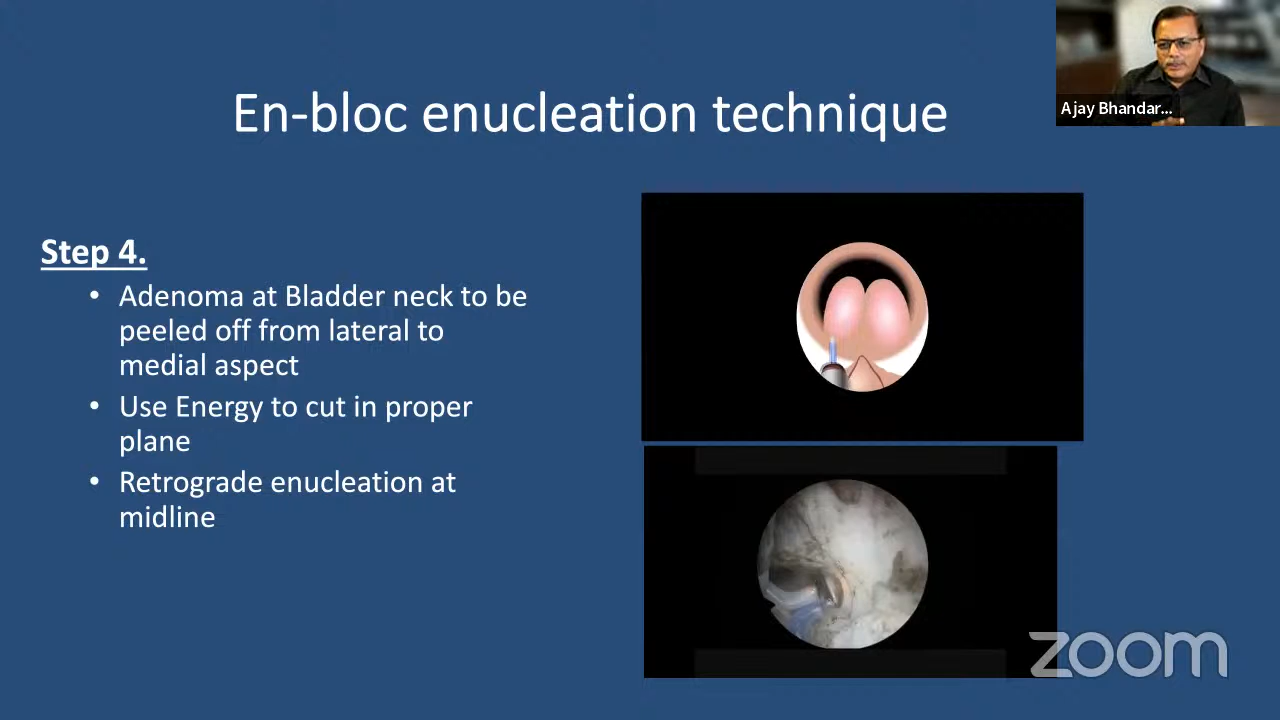 Ajay Bhandar...
En-bloc enucleation technique
Step 4.
• Adenoma at Bladder neck to be
peeled off from lateral to
medial aspect
• Use Energy to cut in proper
plane
• Retrograde enucleation at
midline
zoom